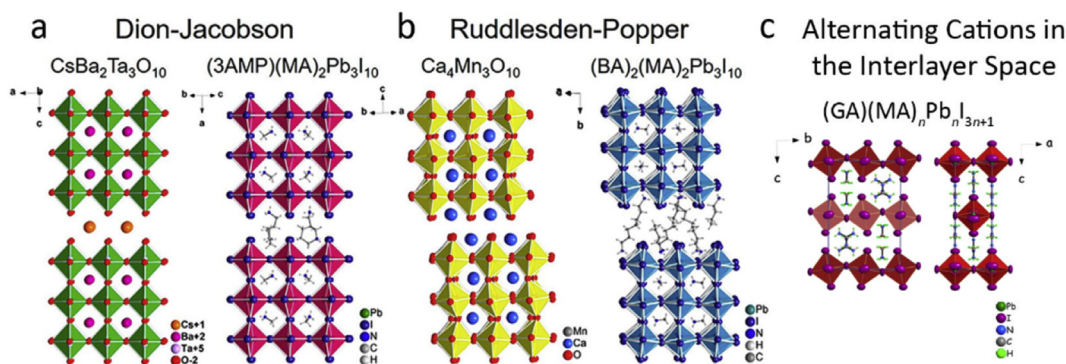 a Dion-Jacobson
CsBa₂Ta₃O₁₀
(3AMP)(MA)₂Pb₃I₁₀
a b
c
b c
a
Cs+1
Ba+2
Ta+5
O-2
Pb
I
N
C
H
b Ruddlesden-Popper
Ca₄Mn₃O₁₀
(BA)₂(MA)₂Pb₃I₁₀
c
b a
a
b
Mn
Ca
O
Pb
I
N
H
C
c Alternating Cations in
the Interlayer Space
(GA)(MA)ₙPbₙI₃ₙ₊₁
b
c
a
c
Pb
I
N
C
H